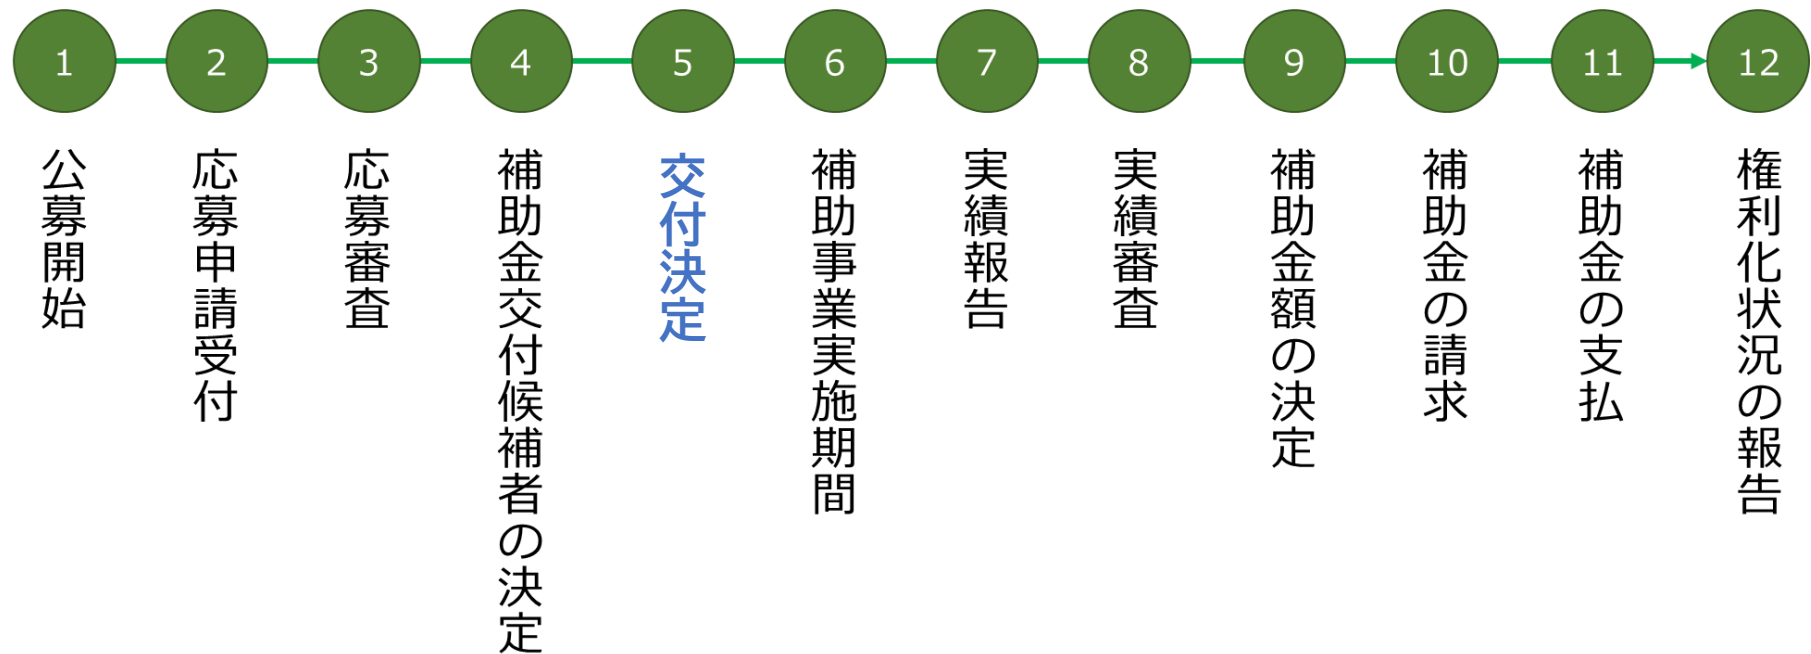 1
公募開始
2
応募申請受付
3
応募審査
4
補助金交付候補者の決定
5
交付決定
6
補助事業実施期間
7
実績報告
8
実績審査
9
補助金額の決定
10
補助金の請求
11
補助金の支払
12
権利化状況の報告